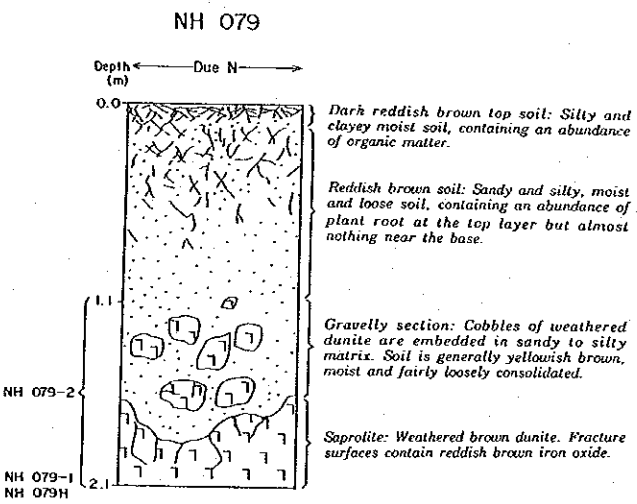 NH 079
Depth
(m)
Due N
0.0
Dark reddish brown top soil: Silty and
clayey moist soil, containing an abundance
of organic matter.
Reddish brown soil: Sandy and silty, moist
and loose soil, containing an abundance of
plant root at the top layer but almost
nothing near the base.
1.1
Gravelly section: Cobbles of weathered
dunite are embedded in sandy to silty
matrix. Soil is generally yellowish brown,
moist and fairly loosely consolidated.
NH 079-2
Saprolite: Weathered brown dunite. Fracture
surfaces contain reddish brown iron oxide.
NH 079-1
NH 079H
2.1